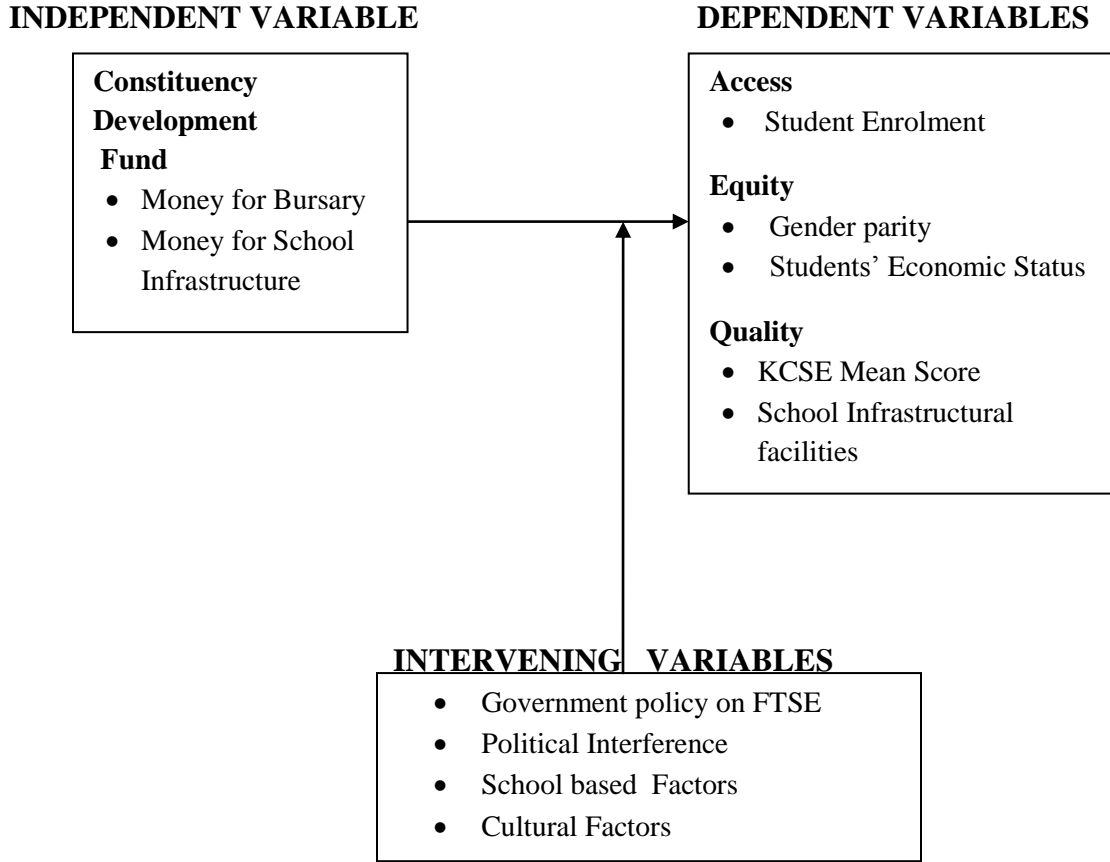 INDEPENDENT VARIABLE
Constituency
Development
Fund
• Money for Bursary
• Money for School
Infrastructure
DEPENDENT VARIABLES
Access
• Student Enrolment
Equity
• Gender parity
• Students’ Economic Status
Quality
• KCSE Mean Score
• School Infrastructural
facilities
INTERVENING VARIABLES
• Government policy on FTSE
• Political Interference
• School based Factors
• Cultural Factors